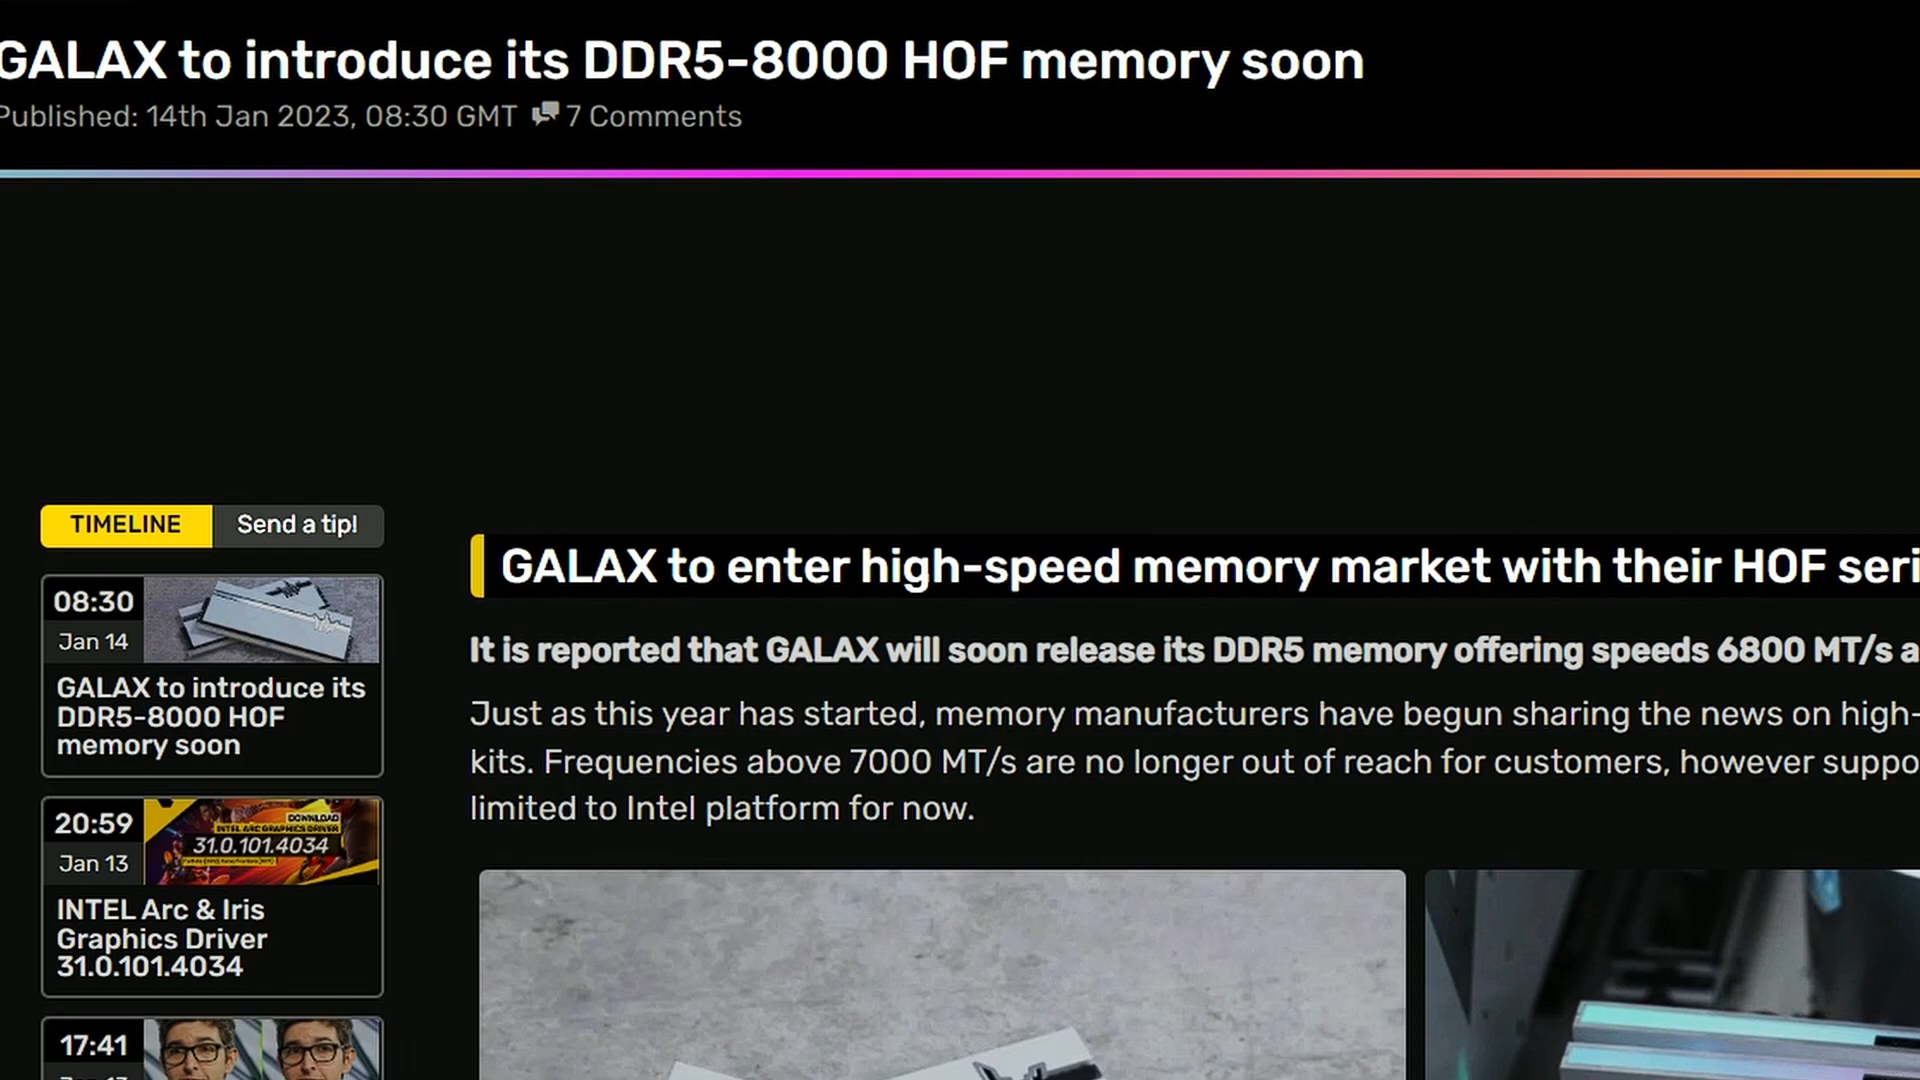 GALAX to introduce its DDR5-8000 HOF memory soon
Published: 14th Jan 2023, 08:30 GMT 7 Comments
TIMELINE Send a tip!
08:30
Jan 14
GALAX to introduce its
DDR5-8000 HOF
memory soon
20:59
Jan 13
DOWNLOAD
INTEL ARC GRAPHICS DRIVER
31.0.101.4034
INTEL Arc & Iris
Graphics Driver
31.0.101.4034
17:41
GALAX to enter high-speed memory market with their HOF seri
It is reported that GALAX will soon release its DDR5 memory offering speeds 6800 MT/s a
Just as this year has started, memory manufacturers have begun sharing the news on high-
kits. Frequencies above 7000 MT/s are no longer out of reach for customers, however suppo
limited to Intel platform for now.